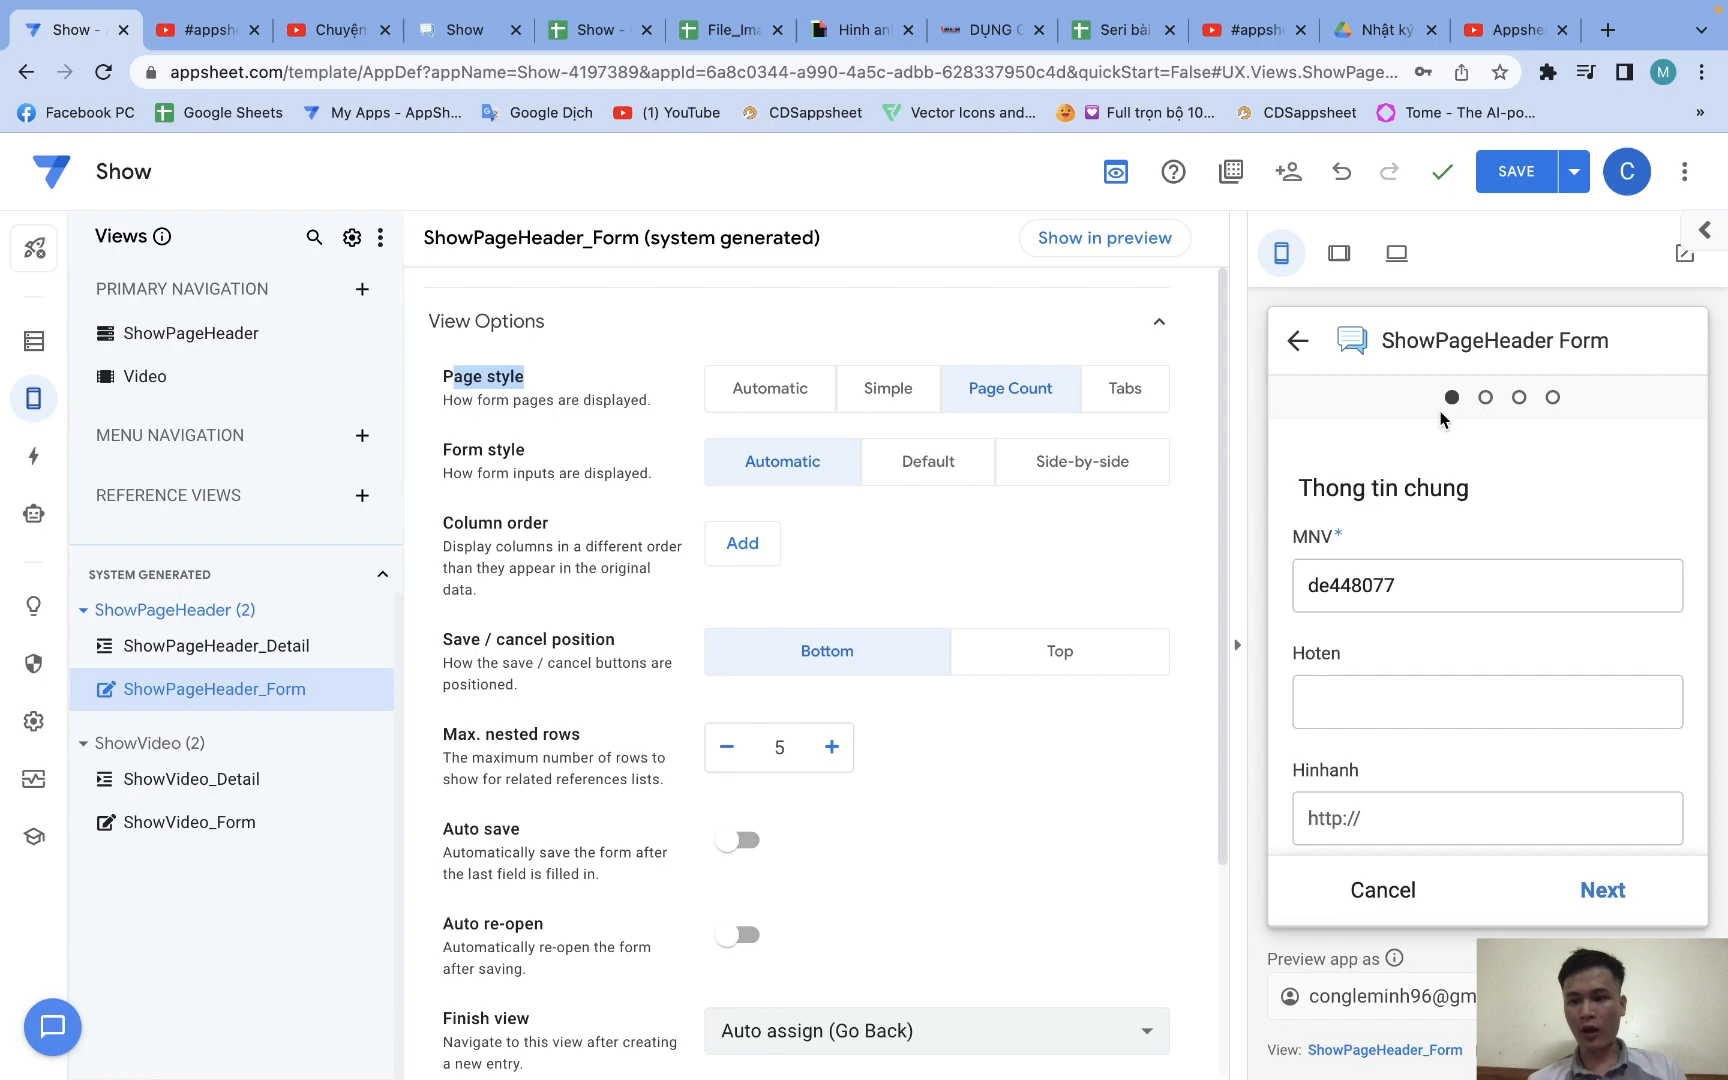 Show - A
#appshe
Chuyện
Show
Show -
File_Ima
Hình ảnh
DỤNG C
Seri bài
#appshe
Nhật ký
Appshee
appsheet.com/template/AppDef?appName=Show-4197389&appId=6a8c0344-a990-4a5c-adbb-628337950c4d&quickStart=False#UX.Views.ShowPage...
M
Facebook PC
Google Sheets
My Apps - AppSh...
Google Dịch
(1) YouTube
CDSappsheet
Vector Icons and...
Full trọn bộ 10...
CDSappsheet
Tome - The AI-po...
»
Show
SAVE
C
Views
ShowPageHeader_Form (system generated)
Show in preview
PRIMARY NAVIGATION
ShowPageHeader
Video
MENU NAVIGATION
REFERENCE VIEWS
SYSTEM GENERATED
ShowPageHeader (2)
ShowPageHeader_Detail
ShowPageHeader_Form
ShowVideo (2)
ShowVideo_Detail
ShowVideo_Form
View Options
Page style
How form pages are displayed.
Automatic
Simple
Page Count
Tabs
Form style
How form inputs are displayed.
Automatic
Default
Side-by-side
Column order
Display columns in a different order
than they appear in the original
data.
Add
Save / cancel position
How the save / cancel buttons are
positioned.
Bottom
Top
Max. nested rows
The maximum number of rows to
show for related references lists.
5
Auto save
Automatically save the form after
the last field is filled in.
Auto re-open
Automatically re-open the form
after saving.
Finish view
Navigate to this view after creating
a new entry.
Auto assign (Go Back)
ShowPageHeader Form
Thong tin chung
MNV*
de448077
Hoten
Hinhanh
http://
Cancel
Next
Preview app as
congleminh96@gm
View: ShowPageHeader_Form